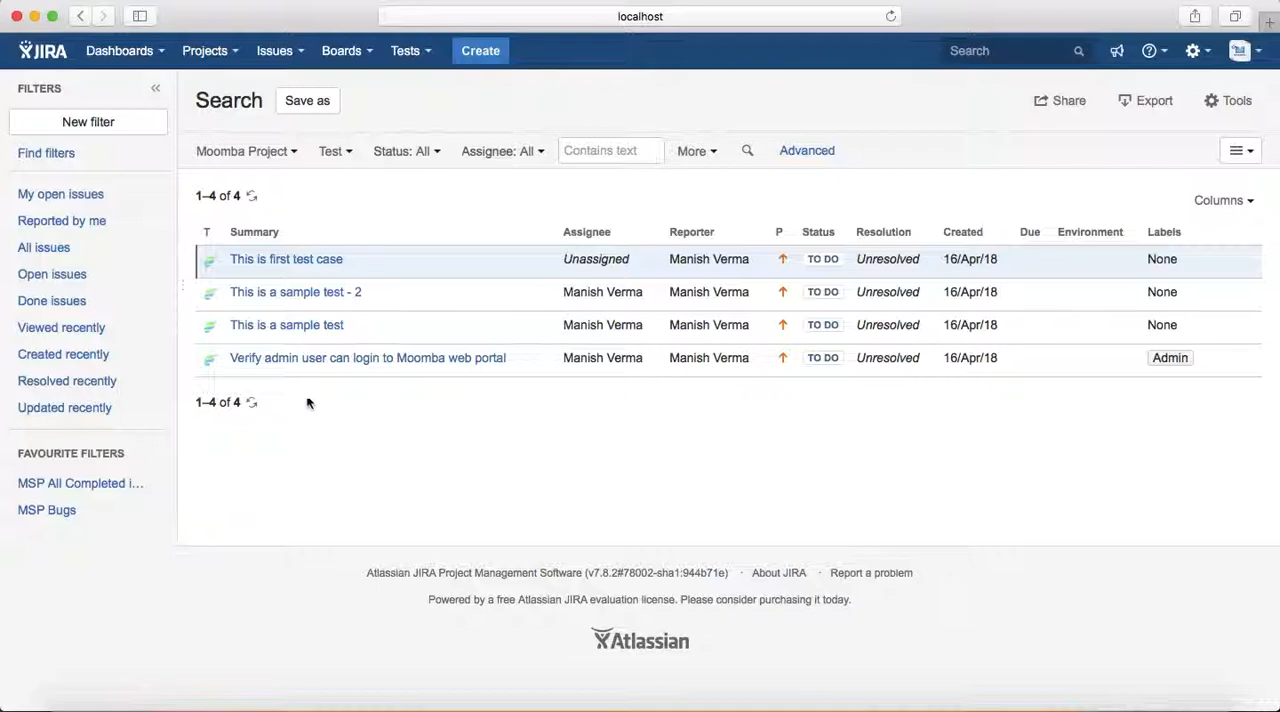 localhost
JIRA Dashboards Projects Issues Boards Tests Create Search
FILTERS
New filter
Find filters
My open issues
Reported by me
All issues
Open issues
Done issues
Viewed recently
Created recently
Resolved recently
Updated recently
FAVOURITE FILTERS
MSP All Completed i...
MSP Bugs
Search Save as Share Export Tools
Moomba Project Test Status: All Assignee: All Contains text More Advanced
1–4 of 4
Columns
T Summary Assignee Reporter P Status Resolution Created Due Environment Labels
This is first test case Unassigned Manish Verma TO DO Unresolved 16/Apr/18 None
This is a sample test - 2 Manish Verma Manish Verma TO DO Unresolved 16/Apr/18 None
This is a sample test Manish Verma Manish Verma TO DO Unresolved 16/Apr/18 None
Verify admin user can login to Moomba web portal Manish Verma Manish Verma TO DO Unresolved 16/Apr/18 Admin
1–4 of 4
Atlassian JIRA Project Management Software (v7.8.2#78002-sha1:944b71e) · About JIRA · Report a problem
Powered by a free Atlassian JIRA evaluation license. Please consider purchasing it today.
Atlassian